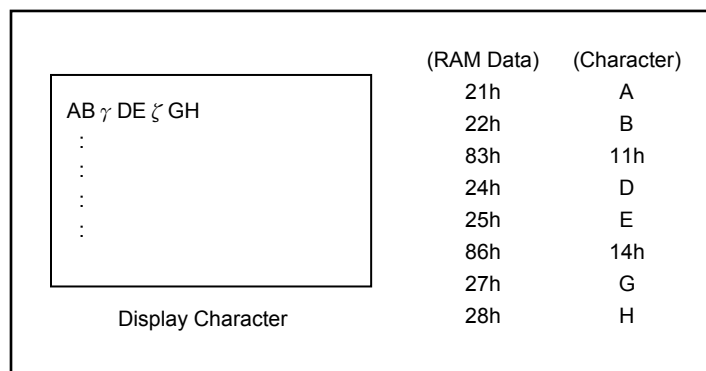 (RAM Data) (Character)
21h A
AB γ DE ζ GH
22h B
:
83h 11h
:
24h D
:
25h E
:
86h 14h
27h G
Display Character
28h H